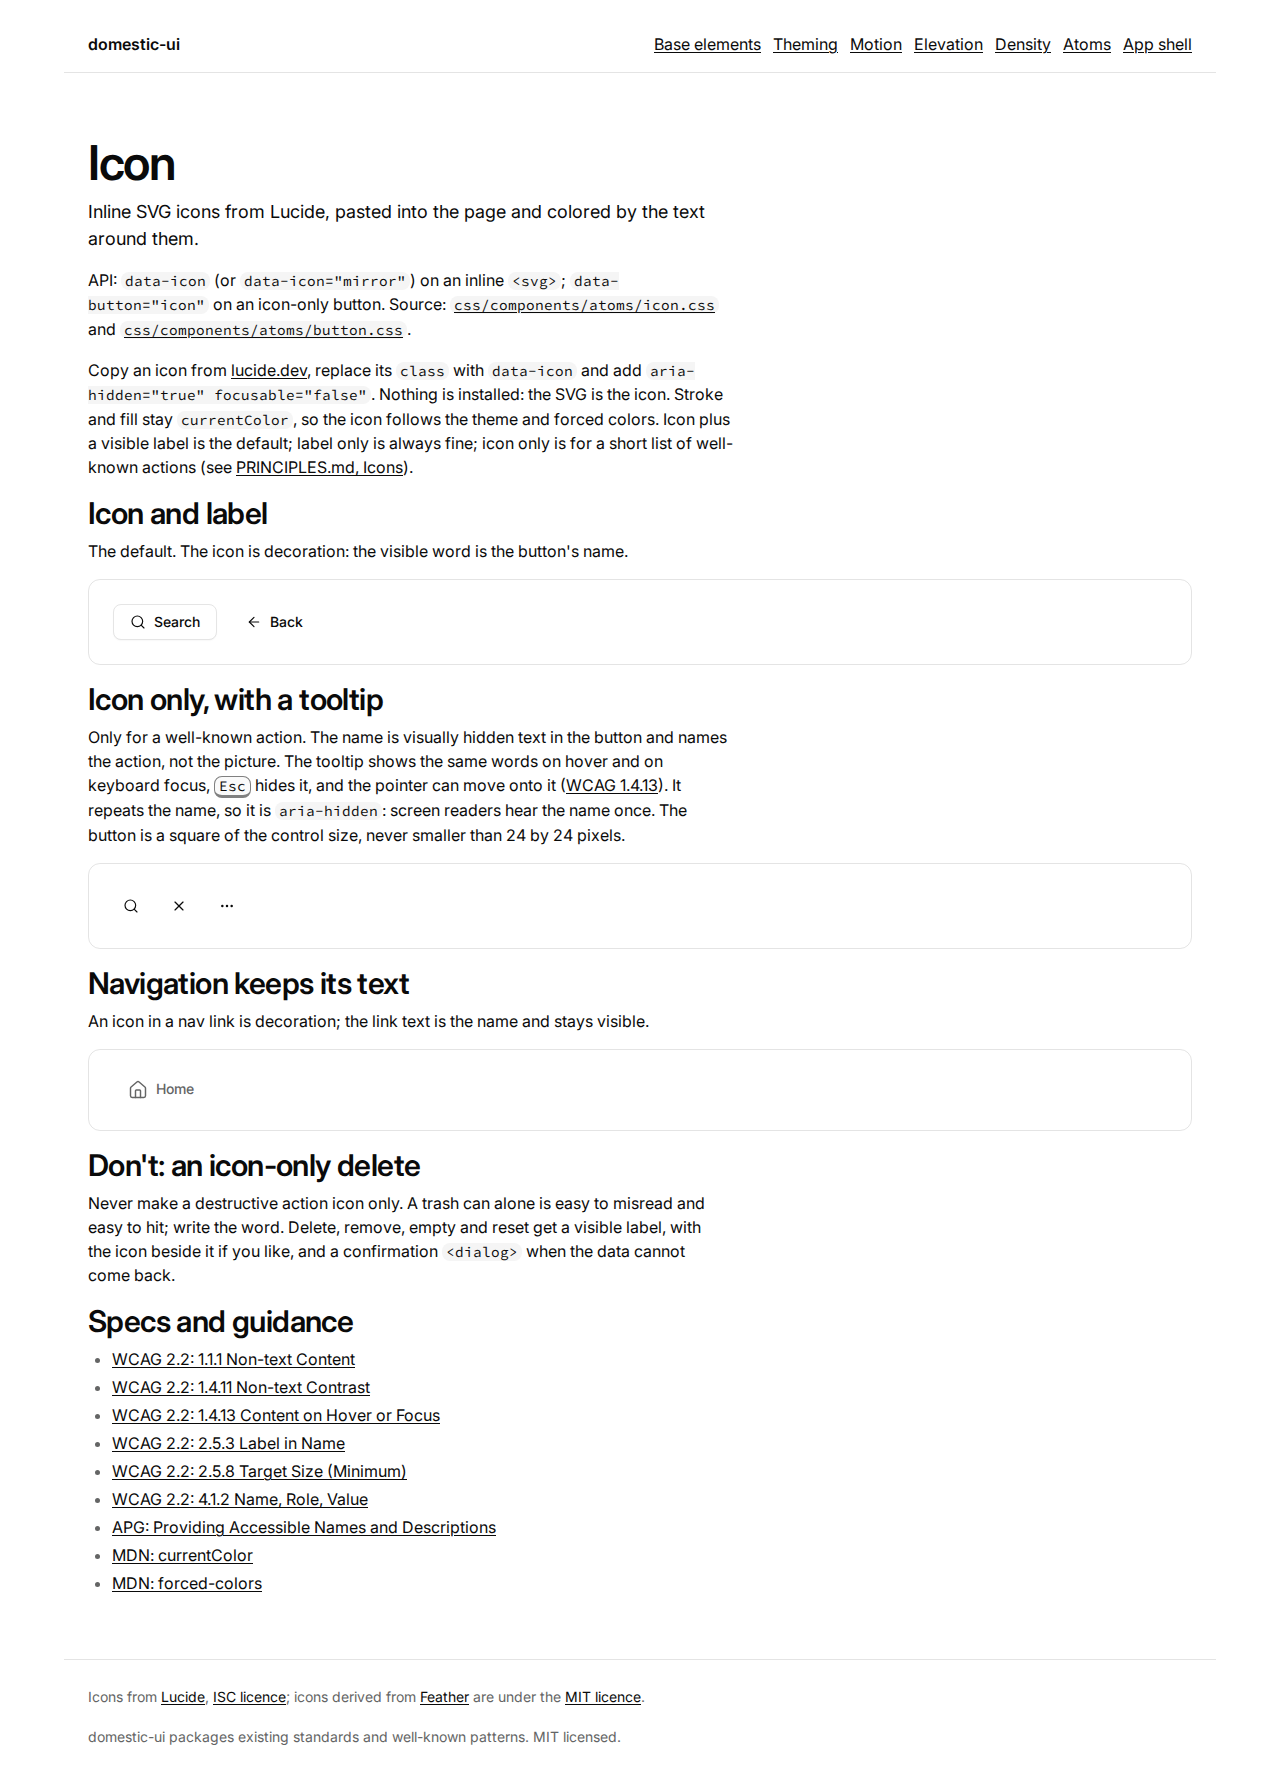 domestic-ui
Base elements Theming Motion Elevation Density Atoms App shell
Icon
Inline SVG icons from Lucide, pasted into the page and colored by the text
around them.
API: data-icon (or data-icon="mirror") on an inline <svg>; data-
button="icon" on an icon-only button. Source: css/components/atoms/icon.css
and css/components/atoms/button.css.
Copy an icon from lucide.dev, replace its class with data-icon and add aria-
hidden="true" focusable="false". Nothing is installed: the SVG is the icon. Stroke
and fill stay currentColor, so the icon follows the theme and forced colors. Icon plus
a visible label is the default; label only is always fine; icon only is for a short list of well-
known actions (see PRINCIPLES.md, Icons).
Icon and label
The default. The icon is decoration: the visible word is the button's name.
Search Back
Icon only, with a tooltip
Only for a well-known action. The name is visually hidden text in the button and names
the action, not the picture. The tooltip shows the same words on hover and on
keyboard focus, Esc hides it, and the pointer can move onto it (WCAG 1.4.13). It
repeats the name, so it is aria-hidden: screen readers hear the name once. The
button is a square of the control size, never smaller than 24 by 24 pixels.
Navigation keeps its text
An icon in a nav link is decoration; the link text is the name and stays visible.
Home
Don't: an icon-only delete
Never make a destructive action icon only. A trash can alone is easy to misread and
easy to hit; write the word. Delete, remove, empty and reset get a visible label, with
the icon beside it if you like, and a confirmation <dialog> when the data cannot
come back.
Specs and guidance
WCAG 2.2: 1.1.1 Non-text Content
WCAG 2.2: 1.4.11 Non-text Contrast
WCAG 2.2: 1.4.13 Content on Hover or Focus
WCAG 2.2: 2.5.3 Label in Name
WCAG 2.2: 2.5.8 Target Size (Minimum)
WCAG 2.2: 4.1.2 Name, Role, Value
APG: Providing Accessible Names and Descriptions
MDN: currentColor
MDN: forced-colors
Icons from Lucide, ISC licence; icons derived from Feather are under the MIT licence.
domestic-ui packages existing standards and well-known patterns. MIT licensed.